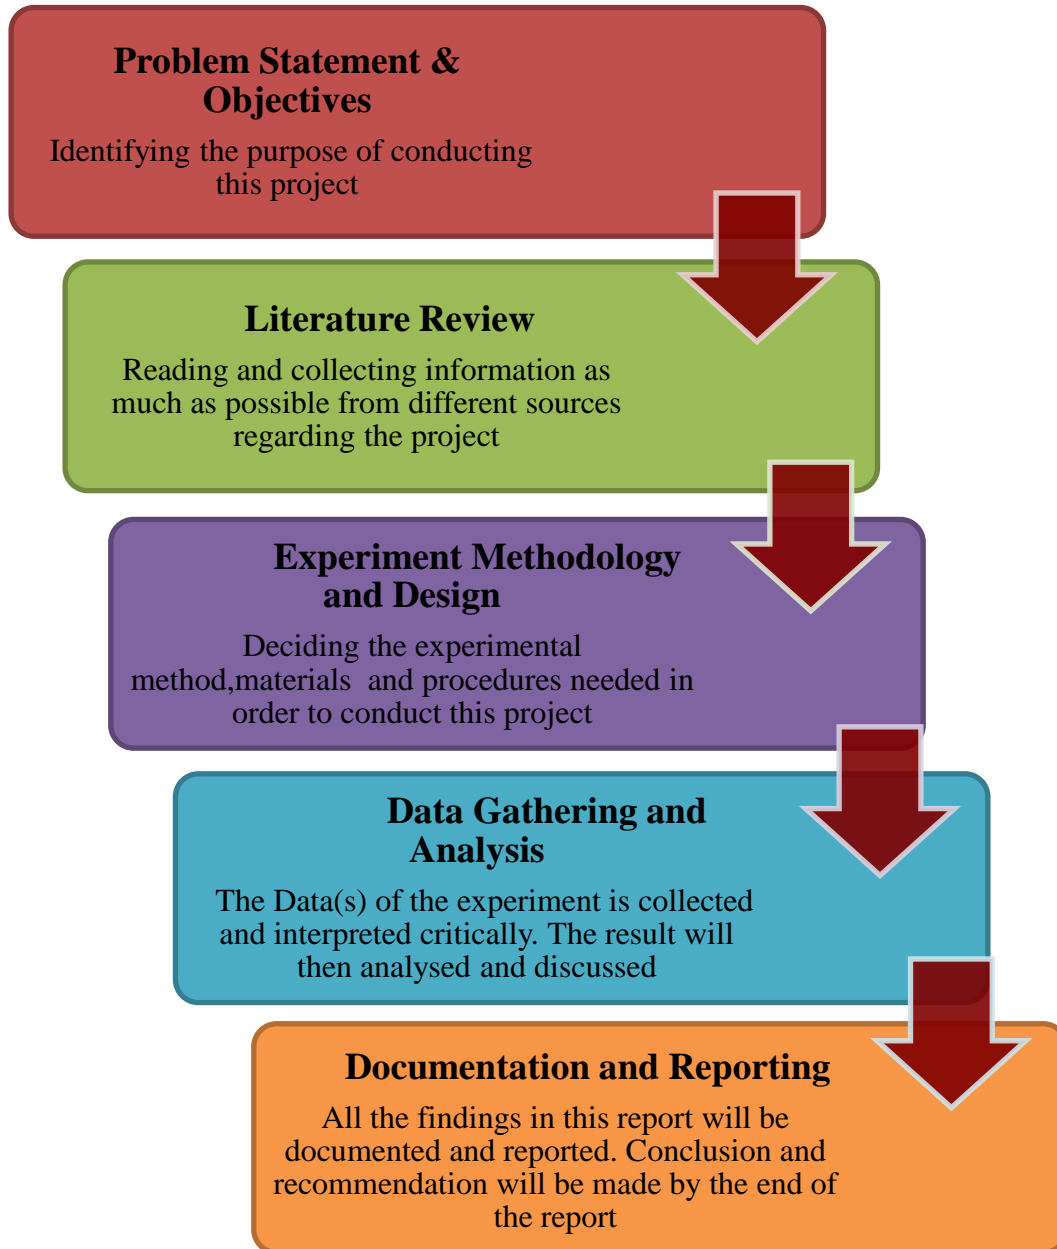 Problem Statement &
Objectives
Identifying the purpose of conducting
this project
Literature Review
Reading and collecting information as
much as possible from different sources
regarding the project
Experiment Methodology
and Design
Deciding the experimental
method,materials  and procedures needed in
order to conduct this project
Data Gathering and
Analysis
The Data(s) of the experiment is collected
and interpreted critically. The result will
then analysed and discussed
Documentation and Reporting
All the findings in this report will be
documented and reported. Conclusion and
recommendation will be made by the end of
the report